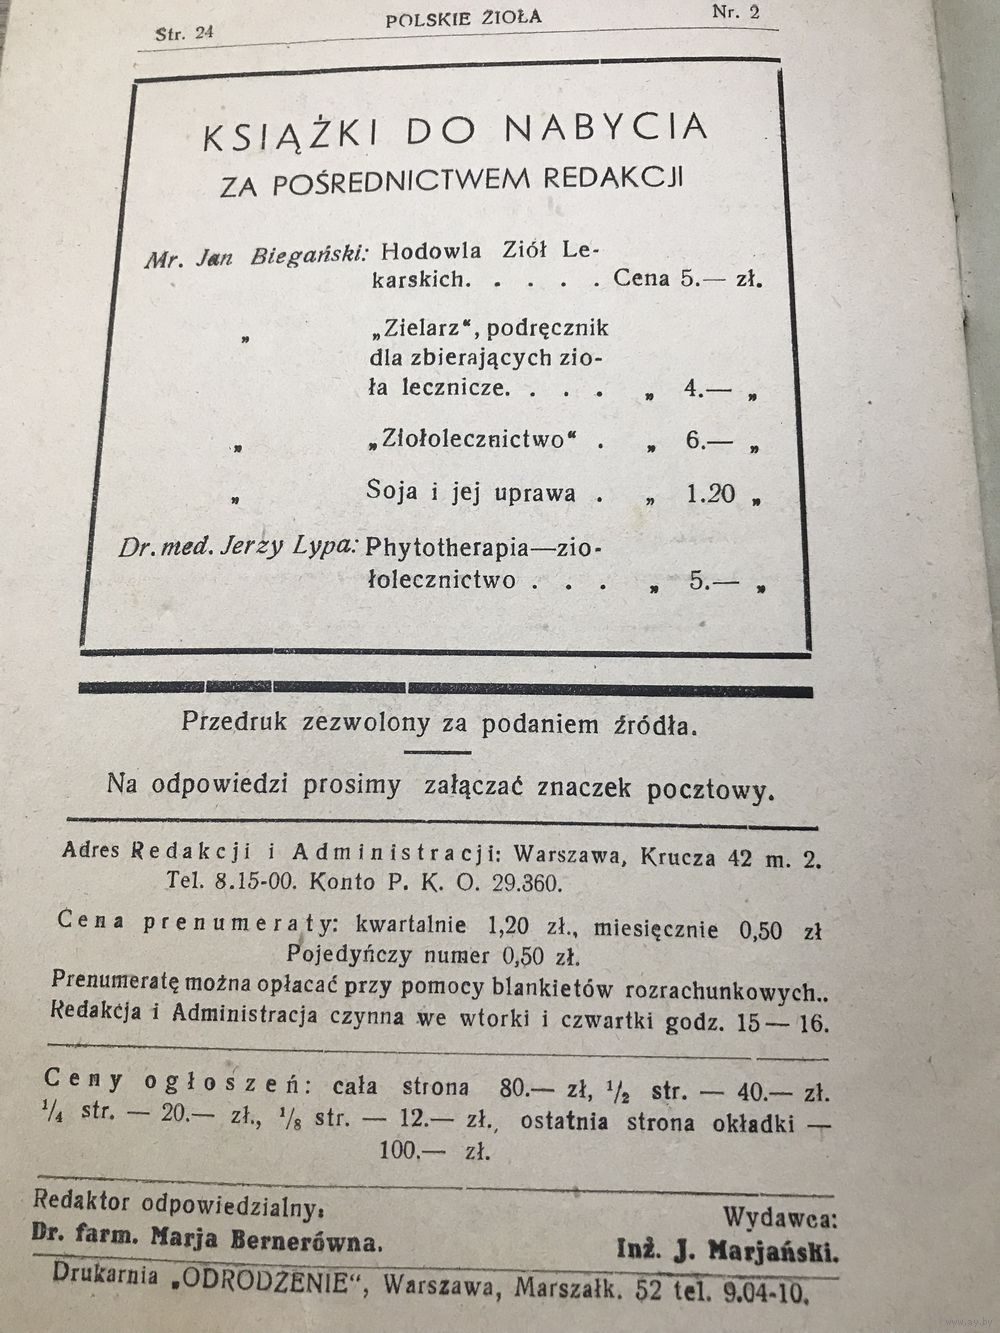 Str. 24 POLSKIE ZIOŁA Nr. 2
KSIĄŻKI DO NABYCIA
ZA POŚREDNICTWEM REDAKCJI
Mr. Jan Biegański: Hodowla Ziół Le-
karskich. . . . . Cena 5.— zł.
„ „Zielarz“, podręcznik
dla zbierających zio-
ła lecznicze. . . . „ 4.— „
„ „Ziołolecznictwo“ . „ 6.— „
„ Soja i jej uprawa . „ 1.20 „
Dr. med. Jerzy Lypa: Phytotherapia—zio-
łolecznictwo . . . „ 5.— „
Przedruk zezwolony za podaniem źródła.
Na odpowiedzi prosimy załączać znaczek pocztowy.
Adres Redakcji i Administracji: Warszawa, Krucza 42 m. 2.
Tel. 8.15-00. Konto P. K. O. 29.360.
Cena prenumeraty: kwartalnie 1,20 zł., miesięcznie 0,50 zł
Pojedyńczy numer 0,50 zł.
Prenumeratę można opłacać przy pomocy blankietów rozrachunkowych..
Redakcja i Administracja czynna we wtorki i czwartki godz. 15 — 16.
Ceny ogłoszeń: cała strona 80.— zł, 1/2 str. — 40.— zł.
1/4 str. — 20.— zł., 1/8 str. — 12.— zł., ostatnia strona okładki —
100.— zł.
Redaktor odpowiedzialny: Wydawca:
Dr. farm. Marja Bernerówna. Inż. J. Marjański.
Drukarnia „ODRODZENIE“, Warszawa, Marszałk. 52 tel. 9.04-10.
www.ay.by